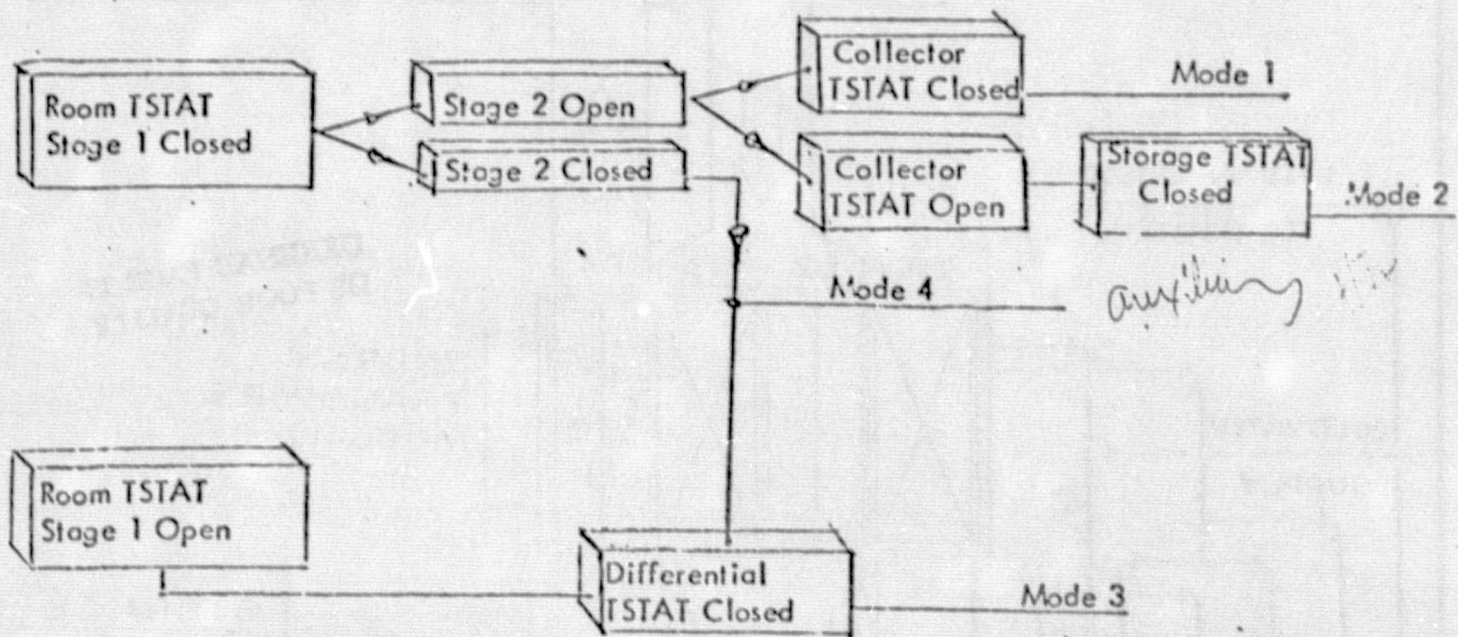 Room TSTAT
Stage 1 Closed
Stage 2 Open
Stage 2 Closed
Collector
TSTAT Closed
Mode 1
Collector
TSTAT Open
Storage TSTAT
Closed
Mode 2
Mode 4
auxiliary
Room TSTAT
Stage 1 Open
Differential
TSTAT Closed
Mode 3